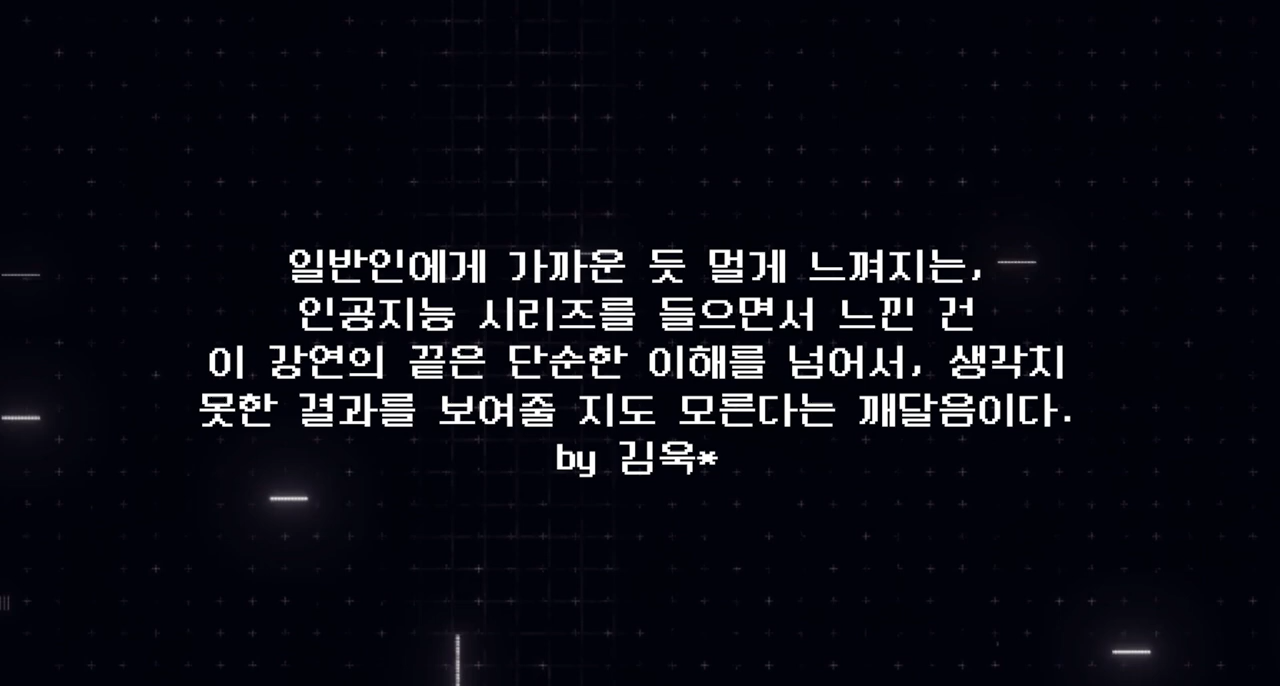 일반인에게 가까운 듯 멀게 느껴지는,
인공지능 시리즈를 들으면서 느낀 건
이 강연의 끝은 단순한 이해를 넘어서, 생각치
못한 결과를 보여줄 지도 모른다는 깨달음이다.
by 김욱*